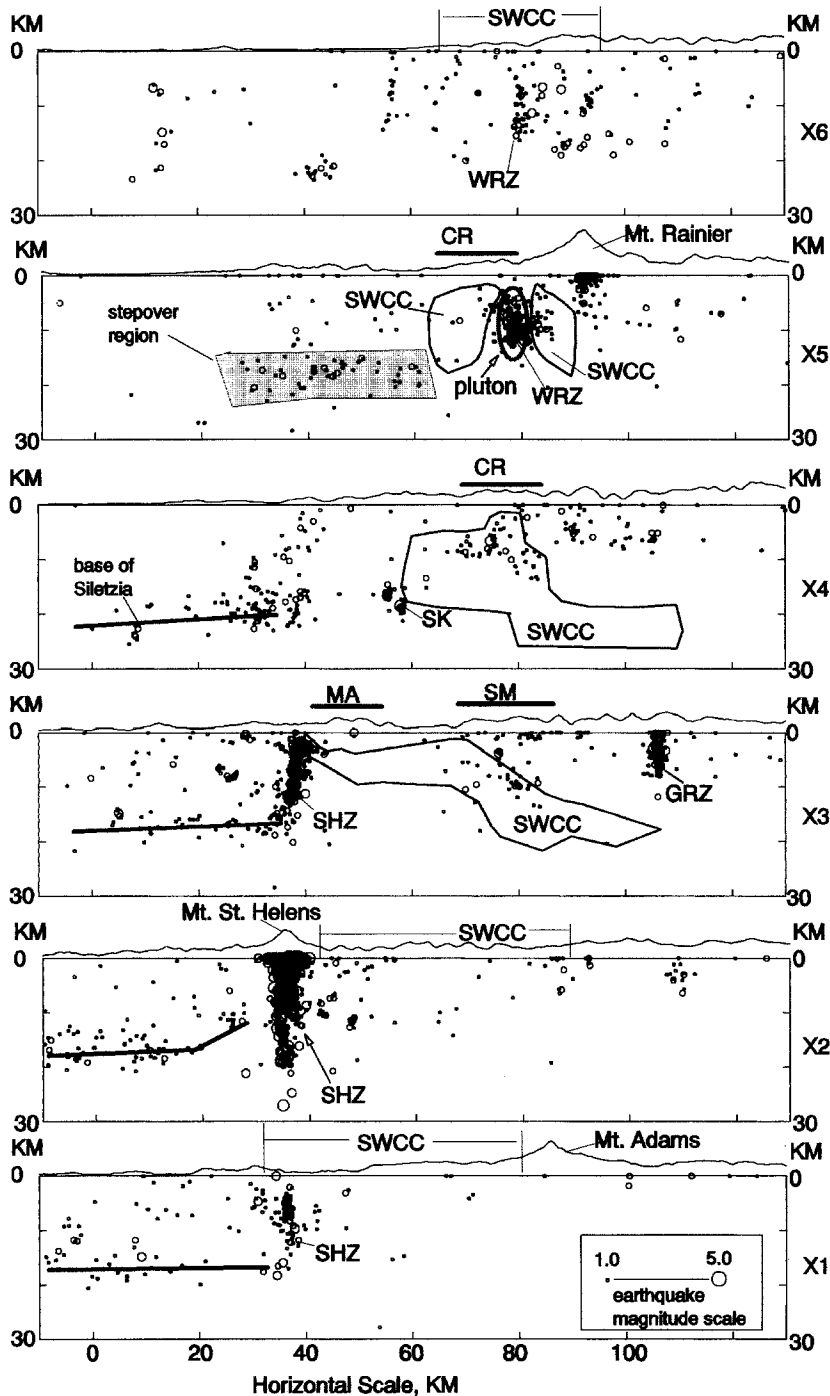 SWCC
KM KM
0 0
X6
WRZ
30 30
CR
Mt. Rainier
KM KM
0 0
SWCC
stepover
region
X5
SWCC
pluton
WRZ
30 30
CR
KM KM
0 0
base of
Siletzia
X4
SK
SWCC
30 30
MA SM
KM KM
0 0
GRZ
SHZ
X3
SWCC
30 30
Mt. St. Helens
KM SWCC KM
0 0
X2
SHZ
30 30
KM SWCC Mt. Adams KM
0 0
SHZ
1.0 5.0
X1
earthquake
magnitude scale
30 30
0 20 40 60 80 100
Horizontal Scale, KM